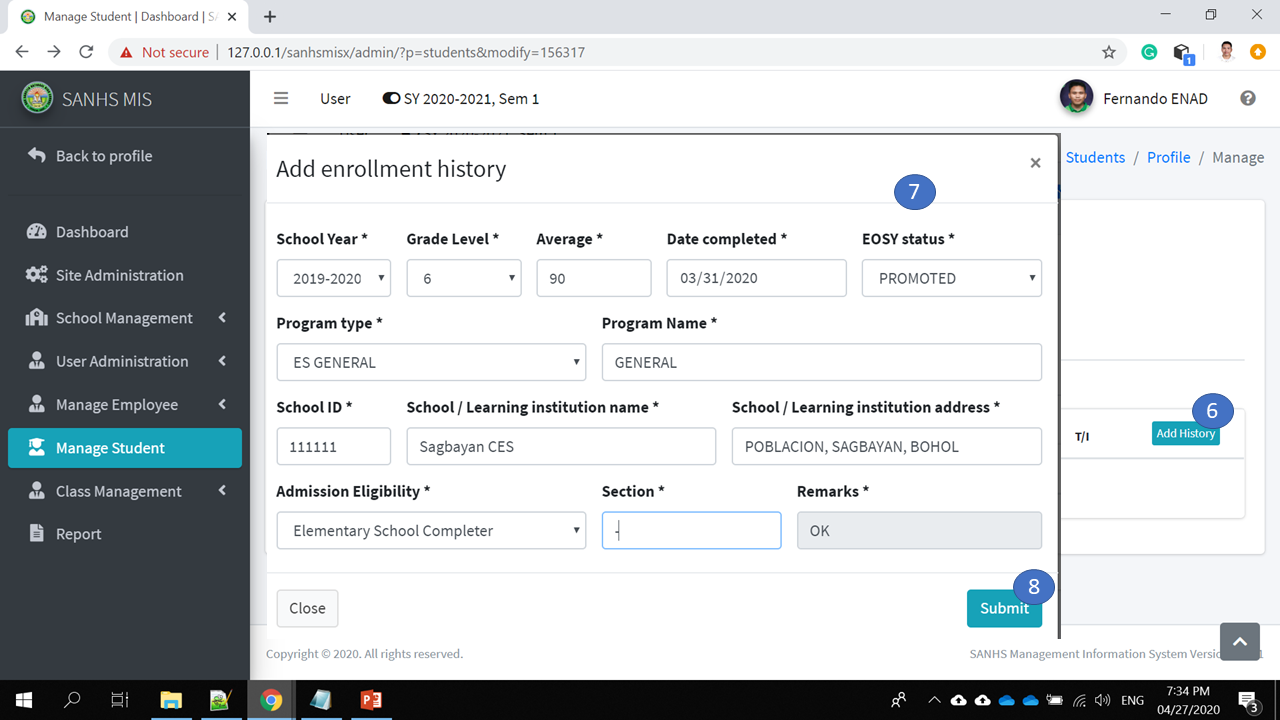 Manage Student | Dashboard | SA
Not secure | 127.0.0.1/sanhsmisx/admin/?p=students&modify=156317
1
SANHS MIS
User
SY 2020-2021, Sem 1
Fernando ENAD
Back to profile
Students / Profile / Manage
Dashboard
Site Administration
School Management
User Administration
Manage Employee
Manage Student
Class Management
Report
Add enrollment history
×
7
School Year * Grade Level * Average * Date completed * EOSY status *
2019-2020 6 90 03/31/2020 PROMOTED
Program type * Program Name *
ES GENERAL GENERAL
School ID * School / Learning institution name * School / Learning institution address *
111111 Sagbayan CES POBLACION, SAGBAYAN, BOHOL
Admission Eligibility * Section * Remarks *
Elementary School Completer - OK
Close
Submit
8
6
T/I
Add History
Copyright © 2020. All rights reserved.
SANHS Management Information System
ENG
7:34 PM
04/27/2020
3